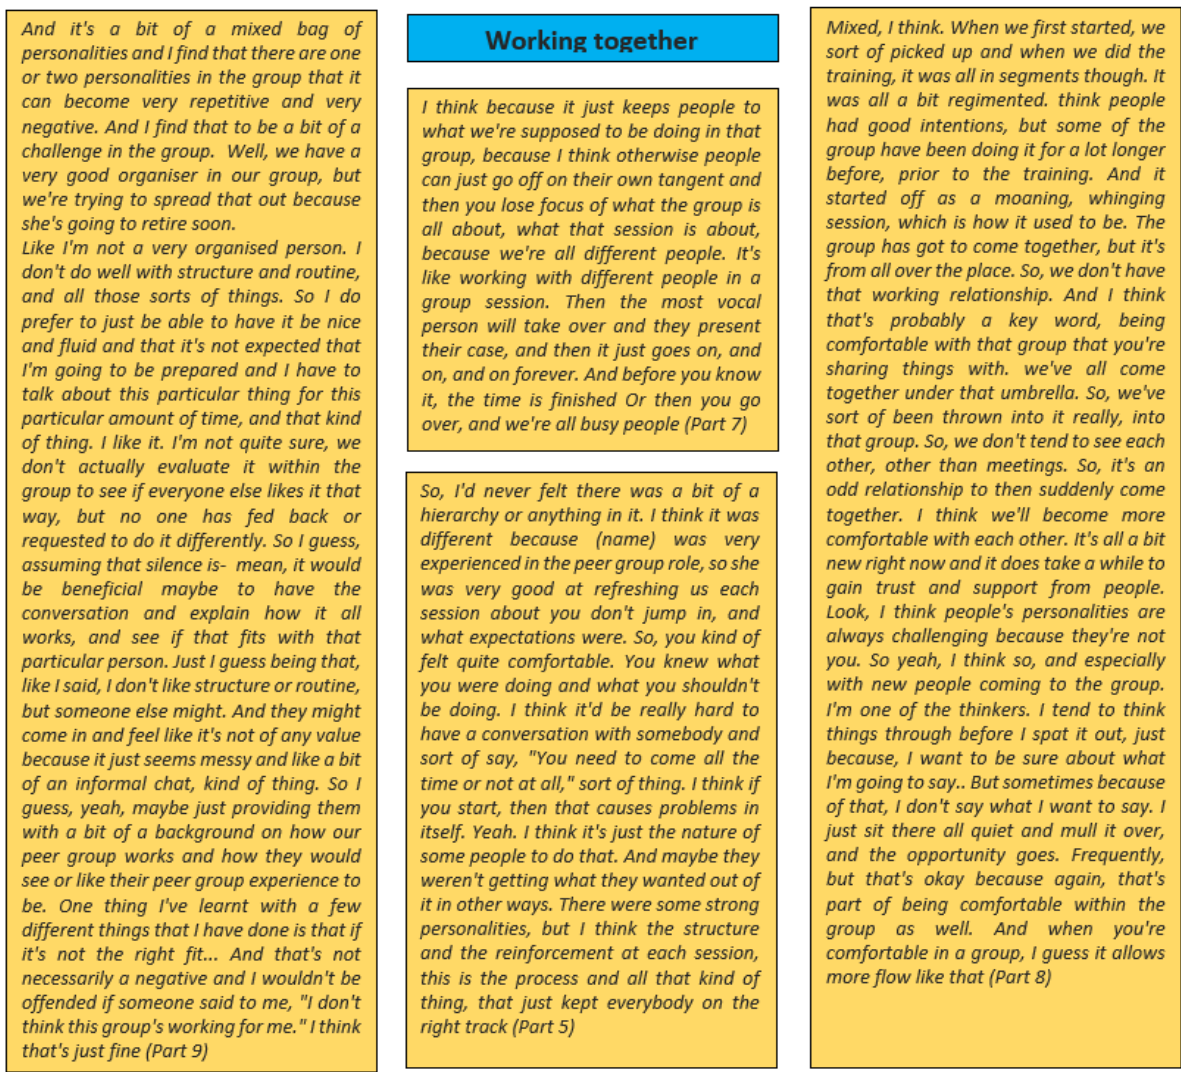 And it's a bit of a mixed bag of
personalities and I find that there are one
or two personalities in the group that it
can become very repetitive and very
negative. And I find that to be a bit of a
challenge in the group. Well, we have a
very good organiser in our group, but
we're trying to spread that out because
she's going to retire soon.
Like I'm not a very organised person. I
don't do well with structure and routine,
and all those sorts of things. So I do
prefer to just be able to have it be nice
and fluid and that it's not expected that
I'm going to be prepared and I have to
talk about this particular thing for this
particular amount of time, and that kind
of thing. I like it. I'm not quite sure, we
don't actually evaluate it within the
group to see if everyone else likes it that
way, but no one has fed back or
requested to do it differently. So I guess,
assuming that silence is- mean, it would
be beneficial maybe to have the
conversation and explain how it all
works, and see if that fits with that
particular person. Just I guess being that,
like I said, I don't like structure or routine,
but someone else might. And they might
come in and feel like it's not of any value
because it just seems messy and like a bit
of an informal chat, kind of thing. So I
guess, yeah, maybe just providing them
with a bit of a background on how our
peer group works and how they would
see or like their peer group experience to
be. One thing I've learnt with a few
different things that I have done is that if
it's not the right fit... And that's not
necessarily a negative and I wouldn't be
offended if someone said to me, "I don't
think this group's working for me." I think
that's just fine (Part 9)
Working together
I think because it just keeps people to
what we're supposed to be doing in that
group, because I think otherwise people
can just go off on their own tangent and
then you lose focus of what the group is
all about, what that session is about,
because we're all different people. It's
like working with different people in a
group session. Then the most vocal
person will take over and they present
their case, and then it just goes on, and
on, and on forever. And before you know
it, the time is finished Or then you go
over, and we're all busy people (Part 7)
So, I'd never felt there was a bit of a
hierarchy or anything in it. I think it was
different because (name) was very
experienced in the peer group role, so she
was very good at refreshing us each
session about you don't jump in, and
what expectations were. So, you kind of
felt quite comfortable. You knew what
you were doing and what you shouldn't
be doing. I think it'd be really hard to
have a conversation with somebody and
sort of say, "You need to come all the
time or not at all," sort of thing. I think if
you start, then that causes problems in
itself. Yeah. I think it's just the nature of
some people to do that. And maybe they
weren't getting what they wanted out of
it in other ways. There were some strong
personalities, but I think the structure
and the reinforcement at each session,
this is the process and all that kind of
thing, that just kept everybody on the
right track (Part 5)
Mixed, I think. When we first started, we
sort of picked up and when we did the
training, it was all in segments though. It
was all a bit regimented. think people
had good intentions, but some of the
group have been doing it for a lot longer
before, prior to the training. And it
started off as a moaning, whinging
session, which is how it used to be. The
group has got to come together, but it's
from all over the place. So, we don't have
that working relationship. And I think
that's probably a key word, being
comfortable with that group that you're
sharing things with. we've all come
together under that umbrella. So, we've
sort of been thrown into it really, into
that group. So, we don't tend to see each
other, other than meetings. So, it's an
odd relationship to then suddenly come
together. I think we'll become more
comfortable with each other. It's all a bit
new right now and it does take a while to
gain trust and support from people.
Look, I think people's personalities are
always challenging because they're not
you. So yeah, I think so, and especially
with new people coming to the group.
I'm one of the thinkers. I tend to think
things through before I spat it out, just
because, I want to be sure about what
I'm going to say.. But sometimes because
of that, I don't say what I want to say. I
just sit there all quiet and mull it over,
and the opportunity goes. Frequently,
but that's okay because again, that's
part of being comfortable within the
group as well. And when you're
comfortable in a group, I guess it allows
more flow like that (Part 8)